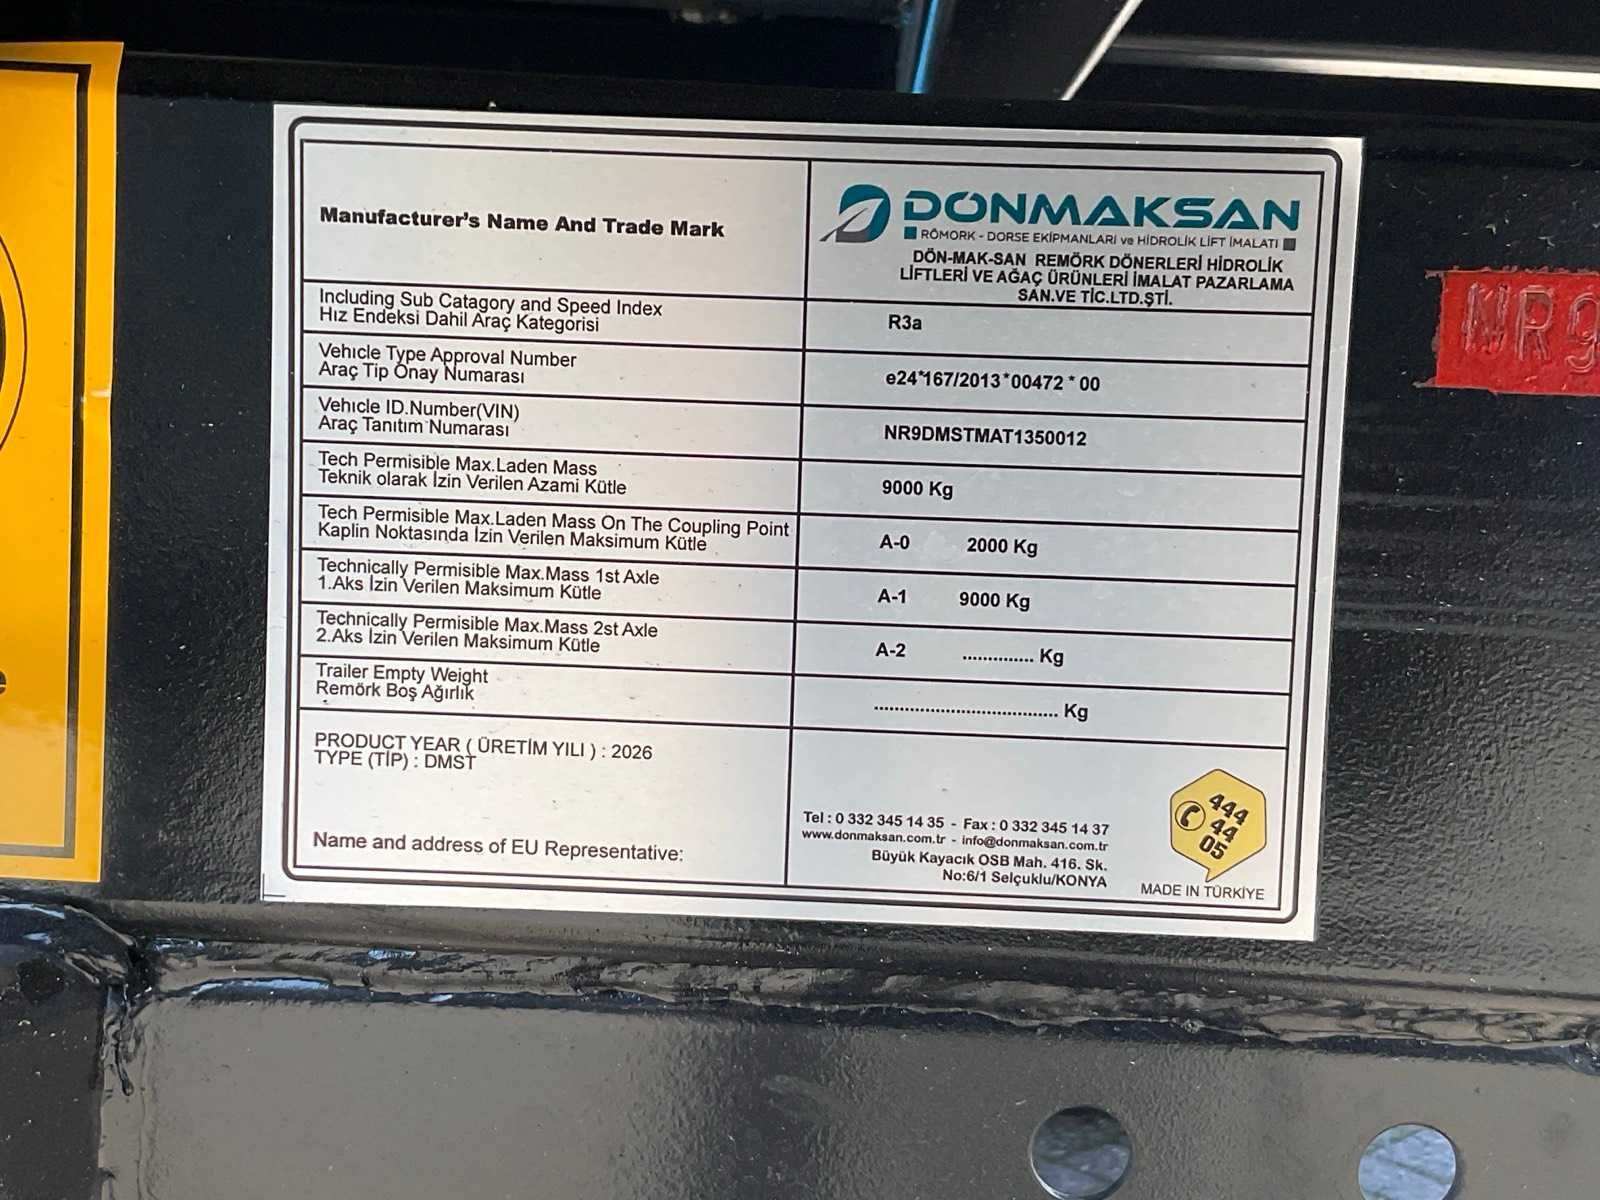 Manufacturer's Name And Trade Mark
DÖNMAKSAN
RÖMORK - DORSE EKİPMANLARI ve HİDROLİK LİFT İMALATI
DÖN-MAK-SAN REMÖRK DÖNERLERİ HİDROLİK
LİFTLERİ VE AĞAÇ ÜRÜNLERİ İMALAT PAZARLAMA
SAN.VE TİC.LTD.ŞTİ.
Including Sub Catagory and Speed Index
Hız Endeksi Dahil Araç Kategorisi
R3a
Vehıcle Type Approval Number
Araç Tip Onay Numarası
e24*167/2013*00472*00
Vehıcle ID.Number(VIN)
Araç Tanıtım Numarası
NR9DMSTMAT1350012
Tech Permisible Max.Laden Mass
Teknik olarak İzin Verilen Azami Kütle
9000 Kg
Tech Permisible Max.Laden Mass On The Coupling Point
Kaplin Noktasında İzin Verilen Maksimum Kütle
A-0 2000 Kg
Technically Permisible Max.Mass 1st Axle
1.Aks İzin Verilen Maksimum Kütle
A-1 9000 Kg
Technically Permisible Max.Mass 2st Axle
2.Aks İzin Verilen Maksimum Kütle
A-2 .............. Kg
Trailer Empty Weight
Remörk Boş Ağırlık
.................................... Kg
PRODUCT YEAR ( ÜRETİM YILI ) : 2026
TYPE (TİP) : DMST
Name and address of EU Representative:
Tel : 0 332 345 14 35 - Fax : 0 332 345 14 37
www.donmaksan.com.tr - info@donmaksan.com.tr
Büyük Kayacık OSB Mah. 416. Sk.
No:6/1 Selçuklu/KONYA
444
44
05
MADE IN TÜRKİYE
NR9
e